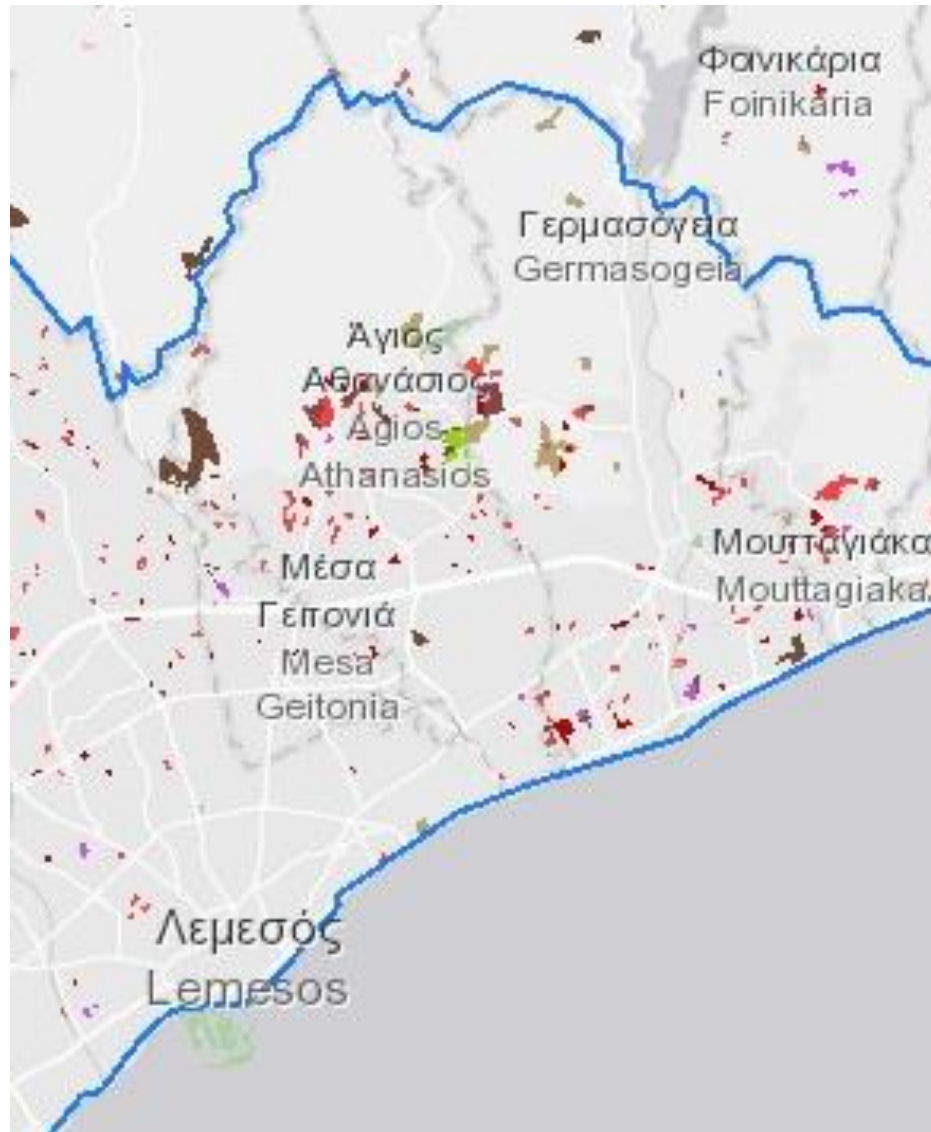 Φοινικάρια
Foinikaria
Γερμασόγεια
Germasogeia
Άγιος
Αθανάσιος
Agios
Athanasios
Μουτταγιάκα
Mouttagiaka
Μέσα
Γειτονιά
Mesa
Geitonia
Λεμεσός
Lemesos